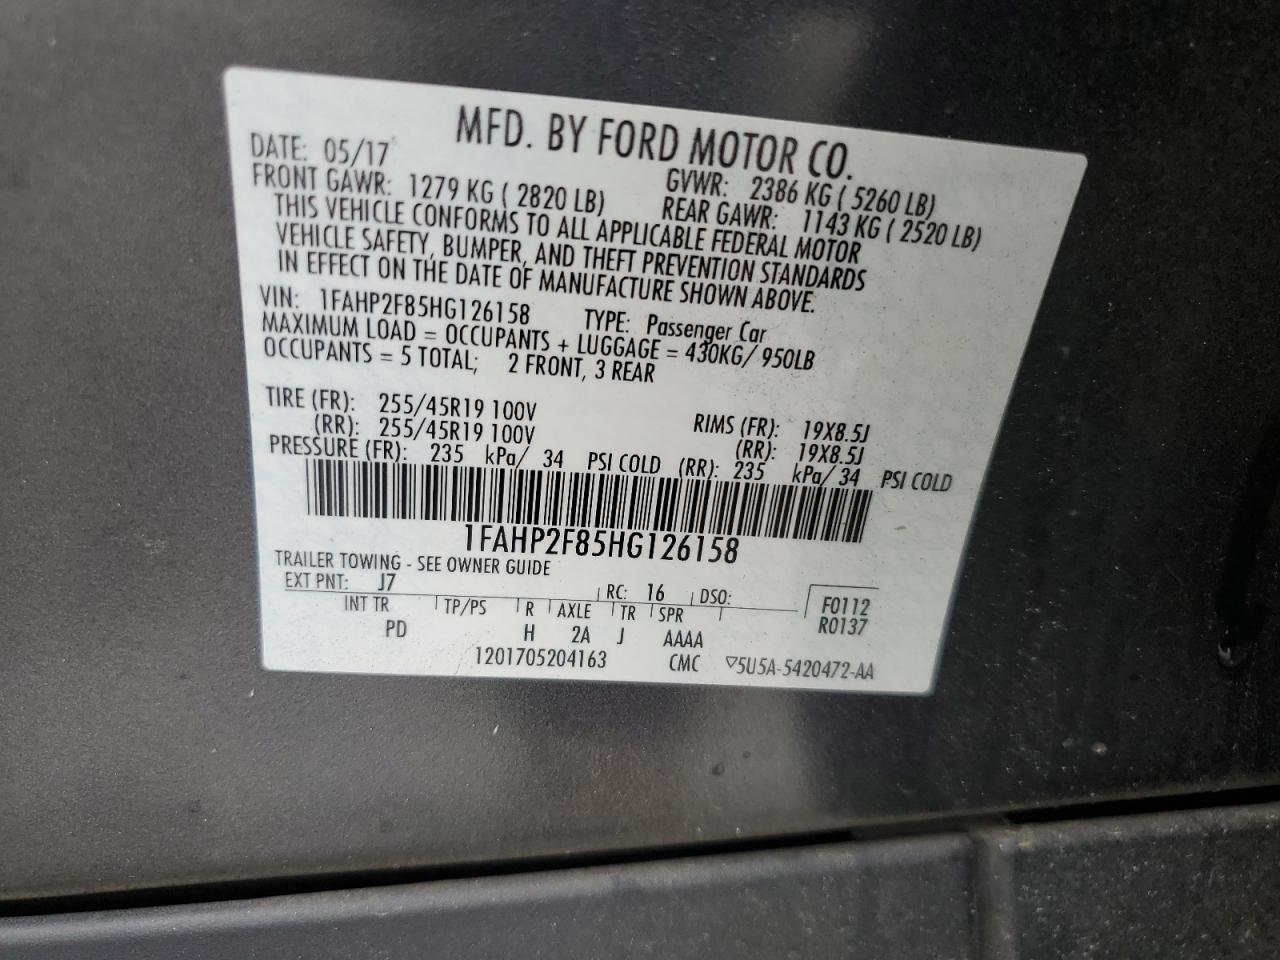 MFD. BY FORD MOTOR CO.
DATE: 05/17 GVWR: 2386 KG ( 5260 LB)
FRONT GAWR: 1279 KG ( 2820 LB) REAR GAWR: 1143 KG ( 2520 LB)
THIS VEHICLE CONFORMS TO ALL APPLICABLE FEDERAL MOTOR
VEHICLE SAFETY, BUMPER, AND THEFT PREVENTION STANDARDS
IN EFFECT ON THE DATE OF MANUFACTURE SHOWN ABOVE.
VIN: 1FAHP2F85HG126158 TYPE: Passenger Car
MAXIMUM LOAD = OCCUPANTS + LUGGAGE = 430KG/ 950LB
OCCUPANTS = 5 TOTAL; 2 FRONT, 3 REAR
TIRE (FR): 255/45R19 100V RIMS (FR): 19X8.5J
(RR): 255/45R19 100V (RR): 19X8.5J
PRESSURE (FR): 235 kPa/ 34 PSI COLD (RR): 235 kPa/ 34 PSI COLD
1FAHP2F85HG126158
TRAILER TOWING - SEE OWNER GUIDE
EXT PNT: J7 RC: 16 DSO: F0112
INT TR TP/PS R AXLE TR SPR R0137
PD H 2A J AAAA
1201705204163 CMC ▽5U5A-5420472-AA